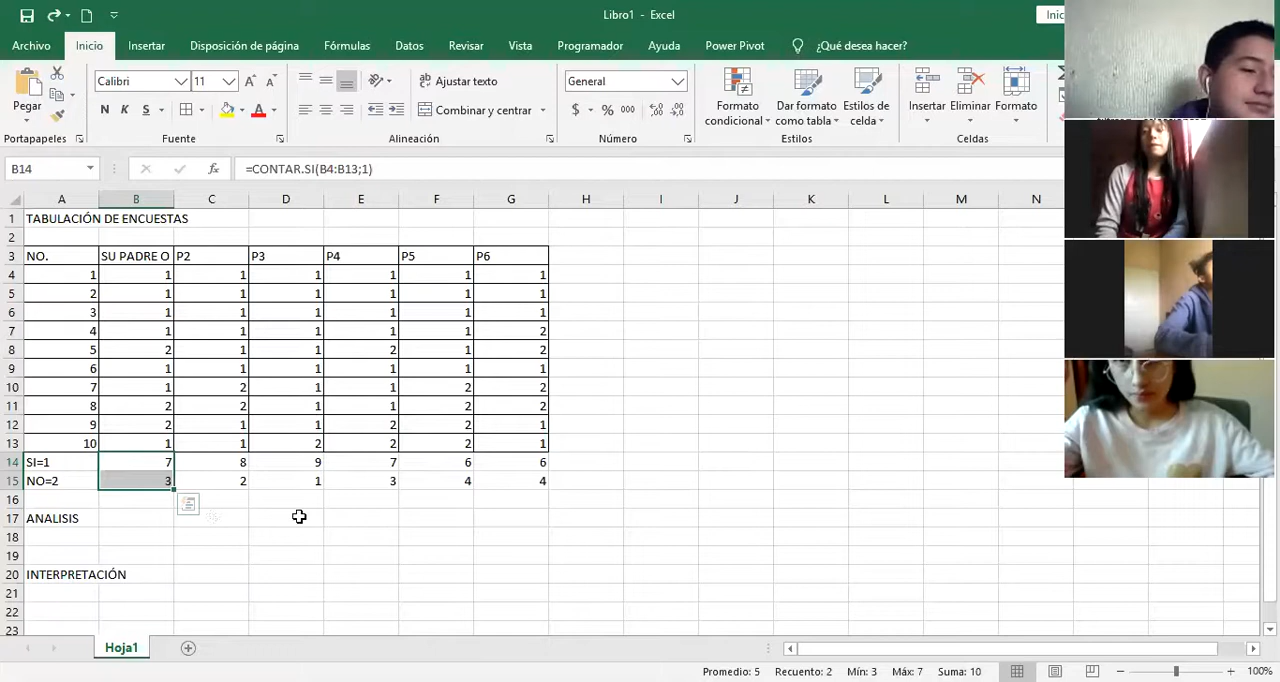 Libro1 - Excel
Inic
Archivo Inicio Insertar Disposición de página Fórmulas Datos Revisar Vista Programador Ayuda Power Pivot ¿Qué desea hacer?
Pegar
Calibri 11
N K S
Ajustar texto
Combinar y centrar
General
$ % 000
Formato condicional
Dar formato como tabla
Estilos de celda
Insertar Eliminar Formato
Portapapeles Fuente Alineación Número Estilos Celdas
B14 fx =CONTAR.SI(B4:B13;1)
A B C D E F G H I J K L M N
1 TABULACIÓN DE ENCUESTAS
2
3 NO. SU PADRE O P2 P3 P4 P5 P6
4 1 1 1 1 1 1 1
5 2 1 1 1 1 1 1
6 3 1 1 1 1 1 1
7 4 1 1 1 1 1 2
8 5 2 1 1 2 1 2
9 6 1 1 1 1 1 1
10 7 1 2 1 1 2 2
11 8 2 2 1 1 2 2
12 9 2 1 1 2 2 1
13 10 1 1 2 2 2 1
14 SI=1 7 8 9 7 6 6
15 NO=2 3 2 1 3 4 4
16
17 ANALISIS
18
19
20 INTERPRETACIÓN
21
22
23
Hoja1
Promedio: 5 Recuento: 2 Mín: 3 Máx: 7 Suma: 10 100%